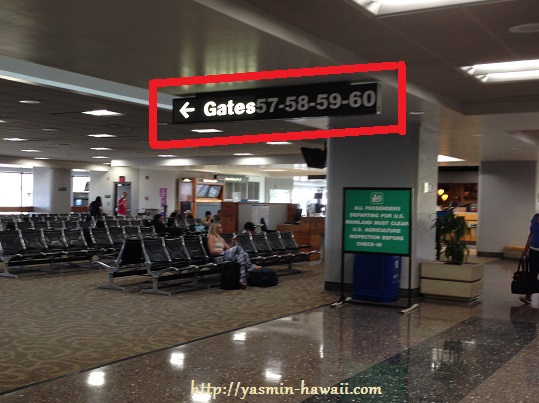 ← Gates 57-58-59-60
ALL PASSENGERS
DEPARTING FOR U.S.
MAINLAND MUST CLEAR
U.S. AGRICULTURE
INSPECTION BEFORE
CHECK-IN
http://yasmin-hawaii.com